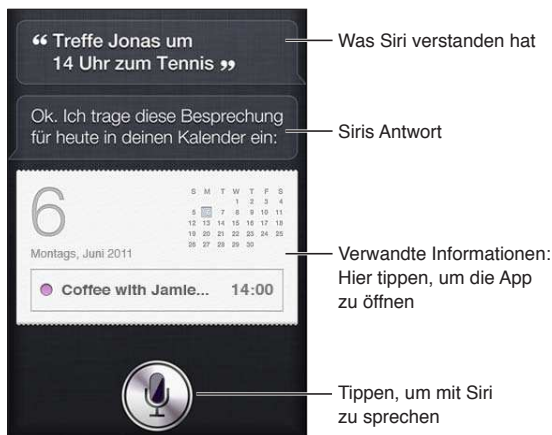 “ Treffe Jonas um
14 Uhr zum Tennis ”
Was Siri verstanden hat
Ok. Ich trage diese Besprechung
für heute in deinen Kalender ein:
Siris Antwort
6
Montags, Juni 2011
S M T W T F S
1 2 3 4
5 6 7 8 9 10 11
12 13 14 15 16 17 18
19 20 21 22 23 24 25
26 27 28 29 30
Coffee with Jamie... 14:00
Verwandte Informationen:
Hier tippen, um die App
zu öffnen
Tippen, um mit Siri
zu sprechen